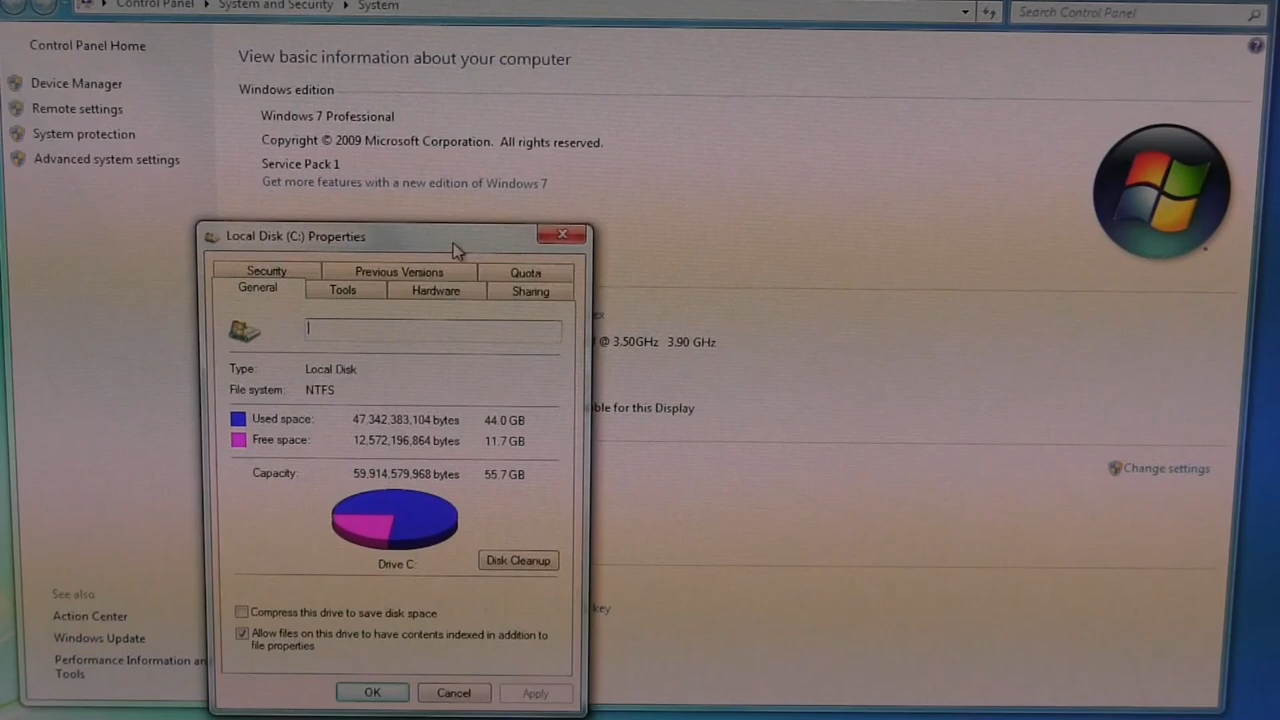 Control Panel ▸ System and Security ▸ System
Search Control Panel
Control Panel Home
Device Manager
Remote settings
System protection
Advanced system settings
View basic information about your computer
Windows edition
Windows 7 Professional
Copyright © 2009 Microsoft Corporation. All rights reserved.
Service Pack 1
Get more features with a new edition of Windows 7
@ 3.50GHz 3.90 GHz
for this Display
Change settings
key
See also
Action Center
Windows Update
Performance Information
Tools
Local Disk (C:) Properties
Security Previous Versions Quota
General Tools Hardware Sharing
Type: Local Disk
File system: NTFS
Used space: 47,342,383,104 bytes 44.0 GB
Free space: 12,572,196,864 bytes 11.7 GB
Capacity: 59,914,579,968 bytes 55.7 GB
Drive C:
Disk Cleanup
Compress this drive to save disk space
Allow files on this drive to have contents indexed in addition to
file properties
OK Cancel Apply